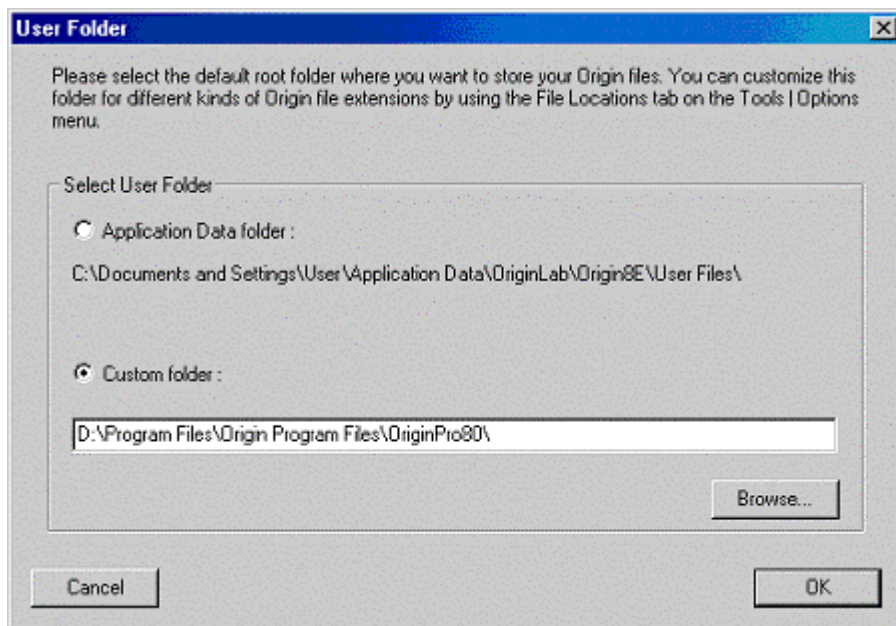 User Folder
Please select the default root folder where you want to store your Origin files. You can customize this
folder for different kinds of Origin file extensions by using the File Locations tab on the Tools | Options
menu.
Select User Folder
Application Data folder :
C:\Documents and Settings\User\Application Data\OriginLab\Origin8E\User Files\
Custom folder :
D:\Program Files\Origin Program Files\OriginPro80\
Browse...
Cancel
OK